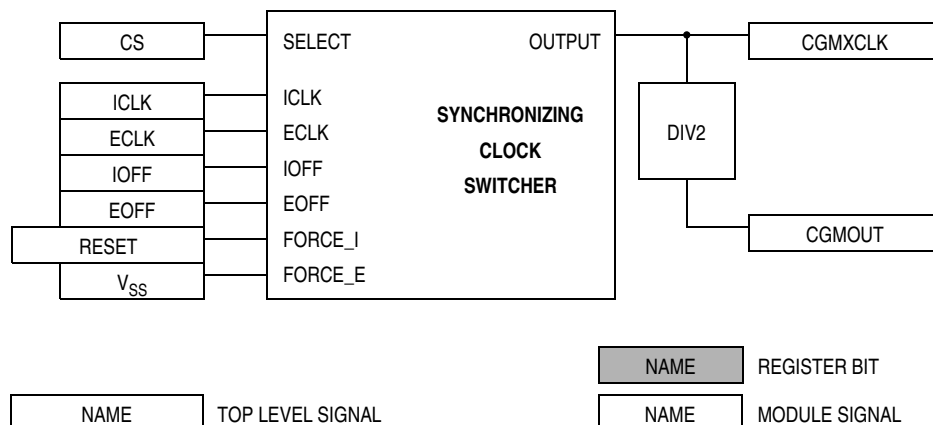 CS
SELECT
OUTPUT
CGMXCLK
ICLK
ICLK
ECLK
ECLK
SYNCHRONIZING
CLOCK
SWITCHER
DIV2
IOFF
IOFF
EOFF
EOFF
RESET
FORCE_I
CGMOUT
VSS
FORCE_E
NAME REGISTER BIT
NAME TOP LEVEL SIGNAL
NAME MODULE SIGNAL